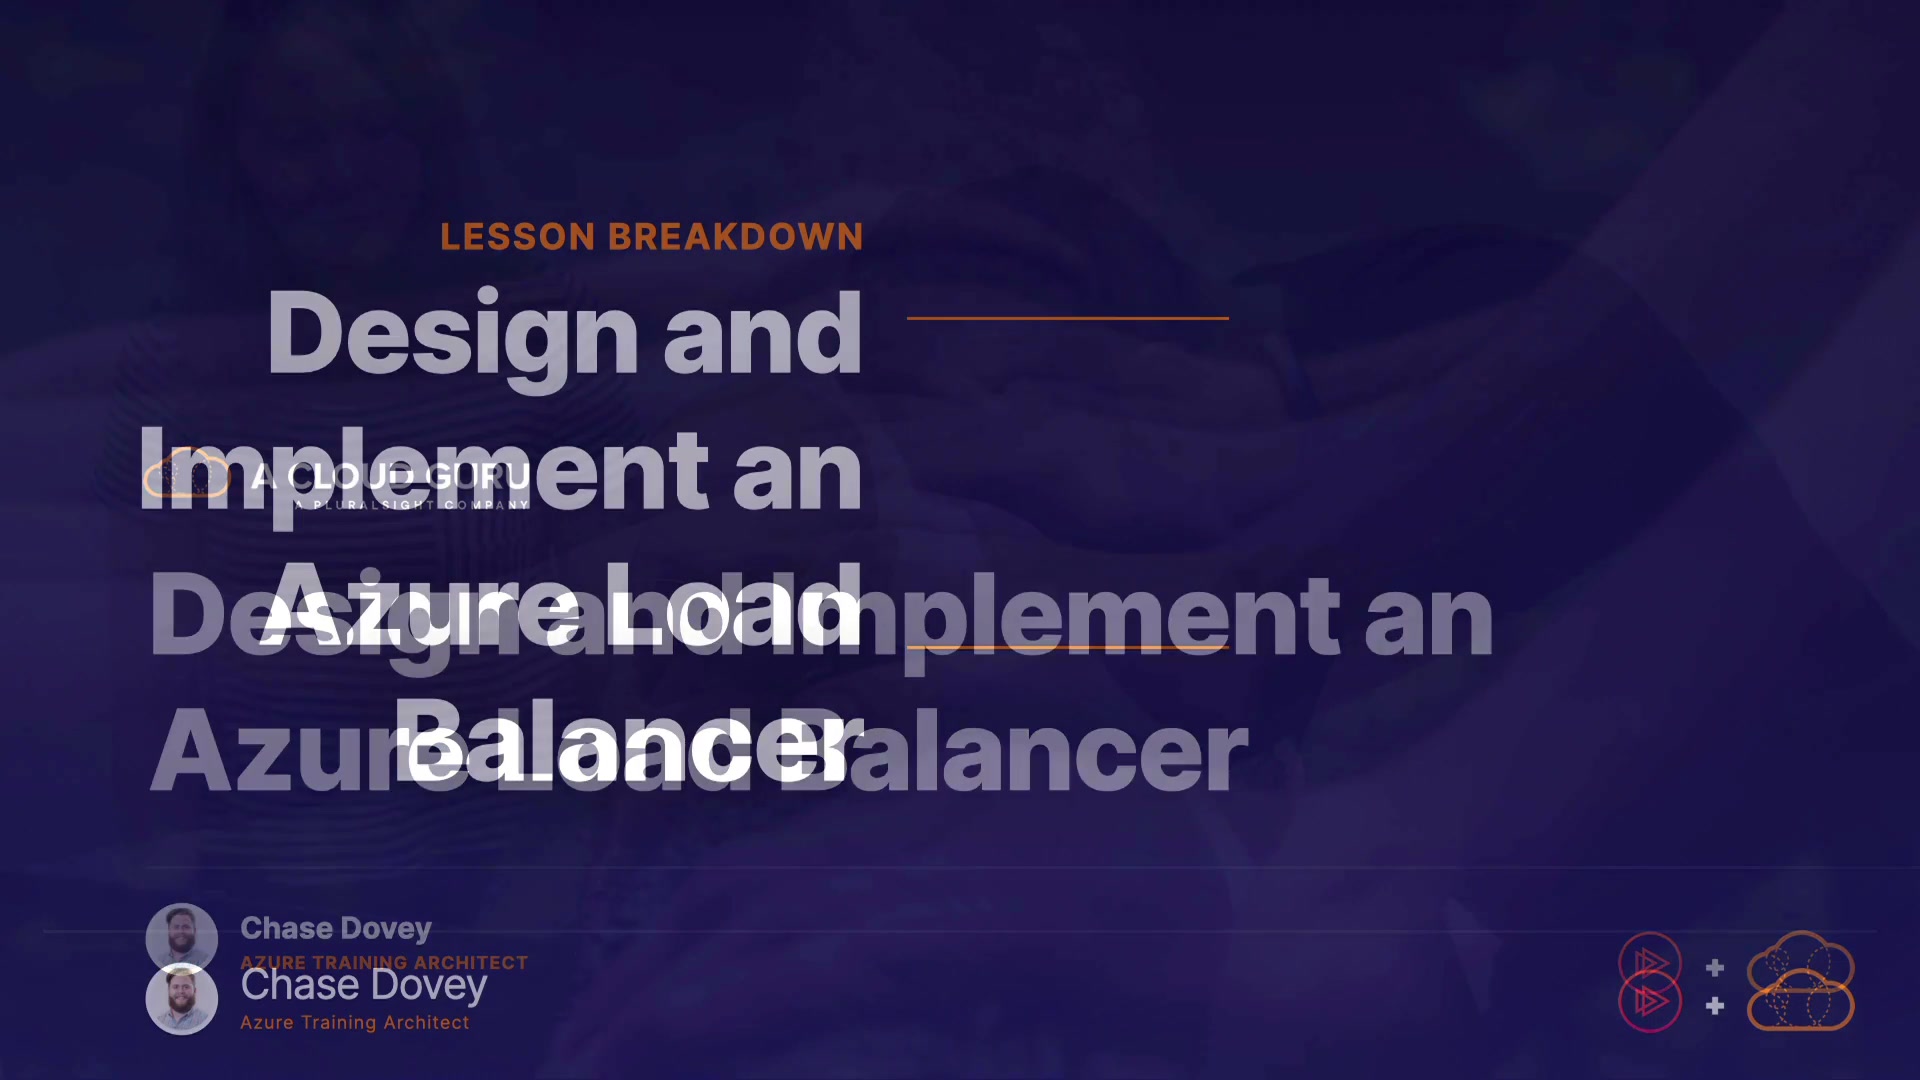 LESSON BREAKDOWN
Design and
Implement an
Azure Load
Balancer
A CLOUD GURU
A PLURALSIGHT COMPANY
Design and Implement an
Azure Load Balancer
Chase Dovey
AZURE TRAINING ARCHITECT
Chase Dovey
Azure Training Architect